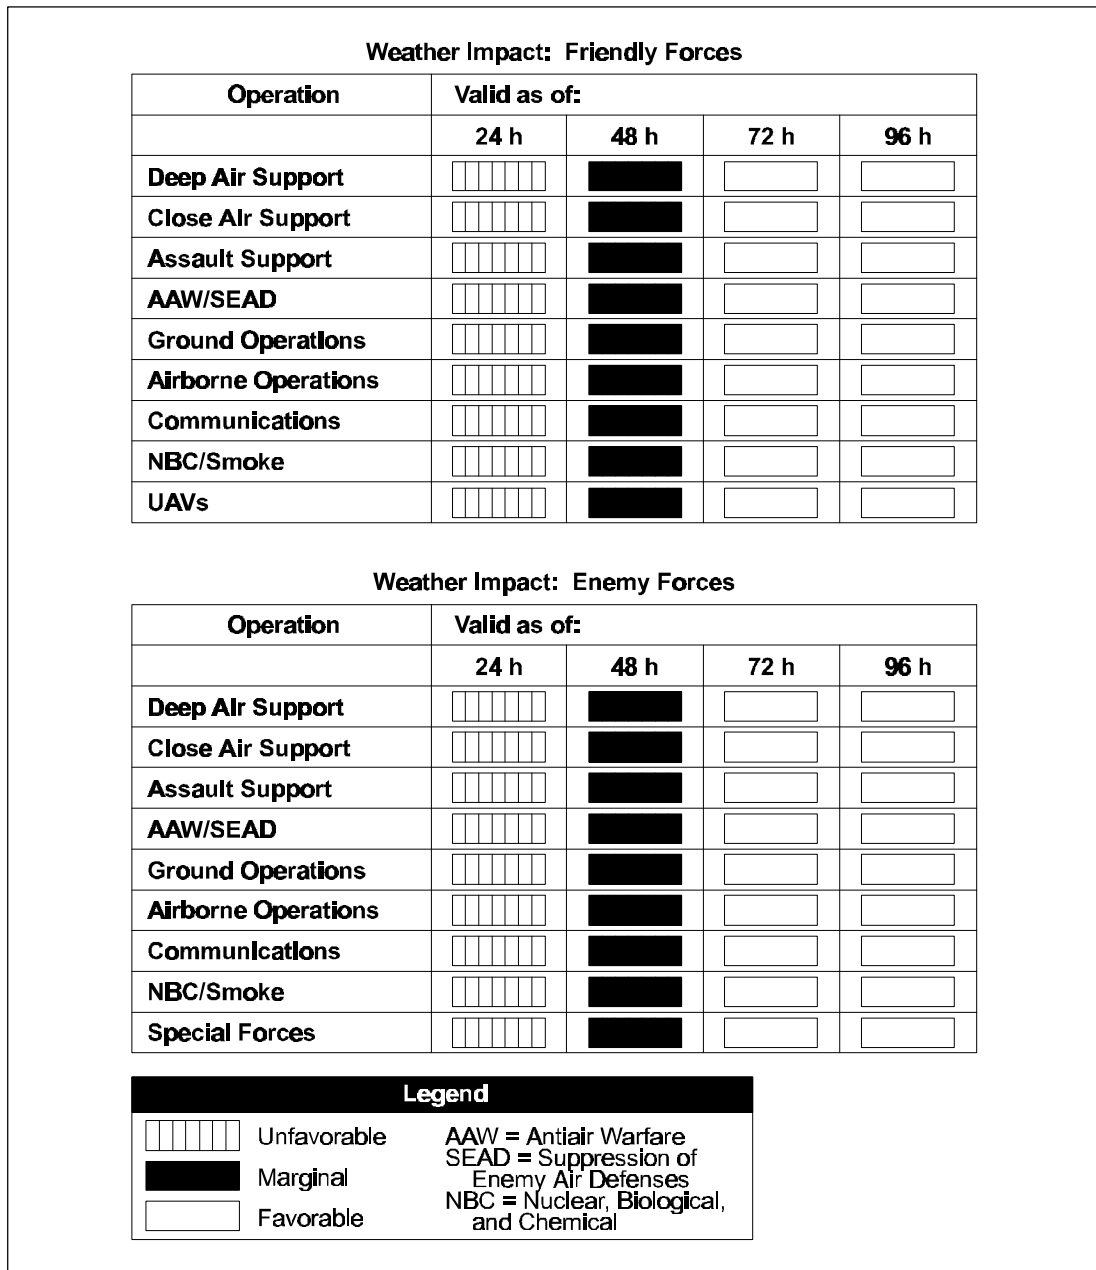 Weather Impact: Friendly Forces
Operation Valid as of:
24 h 48 h 72 h 96 h
Deep Air Support
Close Air Support
Assault Support
AAW/SEAD
Ground Operations
Airborne Operations
Communications
NBC/Smoke
UAVs
Weather Impact: Enemy Forces
Operation Valid as of:
24 h 48 h 72 h 96 h
Deep Air Support
Close Air Support
Assault Support
AAW/SEAD
Ground Operations
Airborne Operations
Communications
NBC/Smoke
Special Forces
Legend
Unfavorable
Marginal
Favorable
AAW = Antiair Warfare
SEAD = Suppression of
Enemy Air Defenses
NBC = Nuclear, Biological,
and Chemical